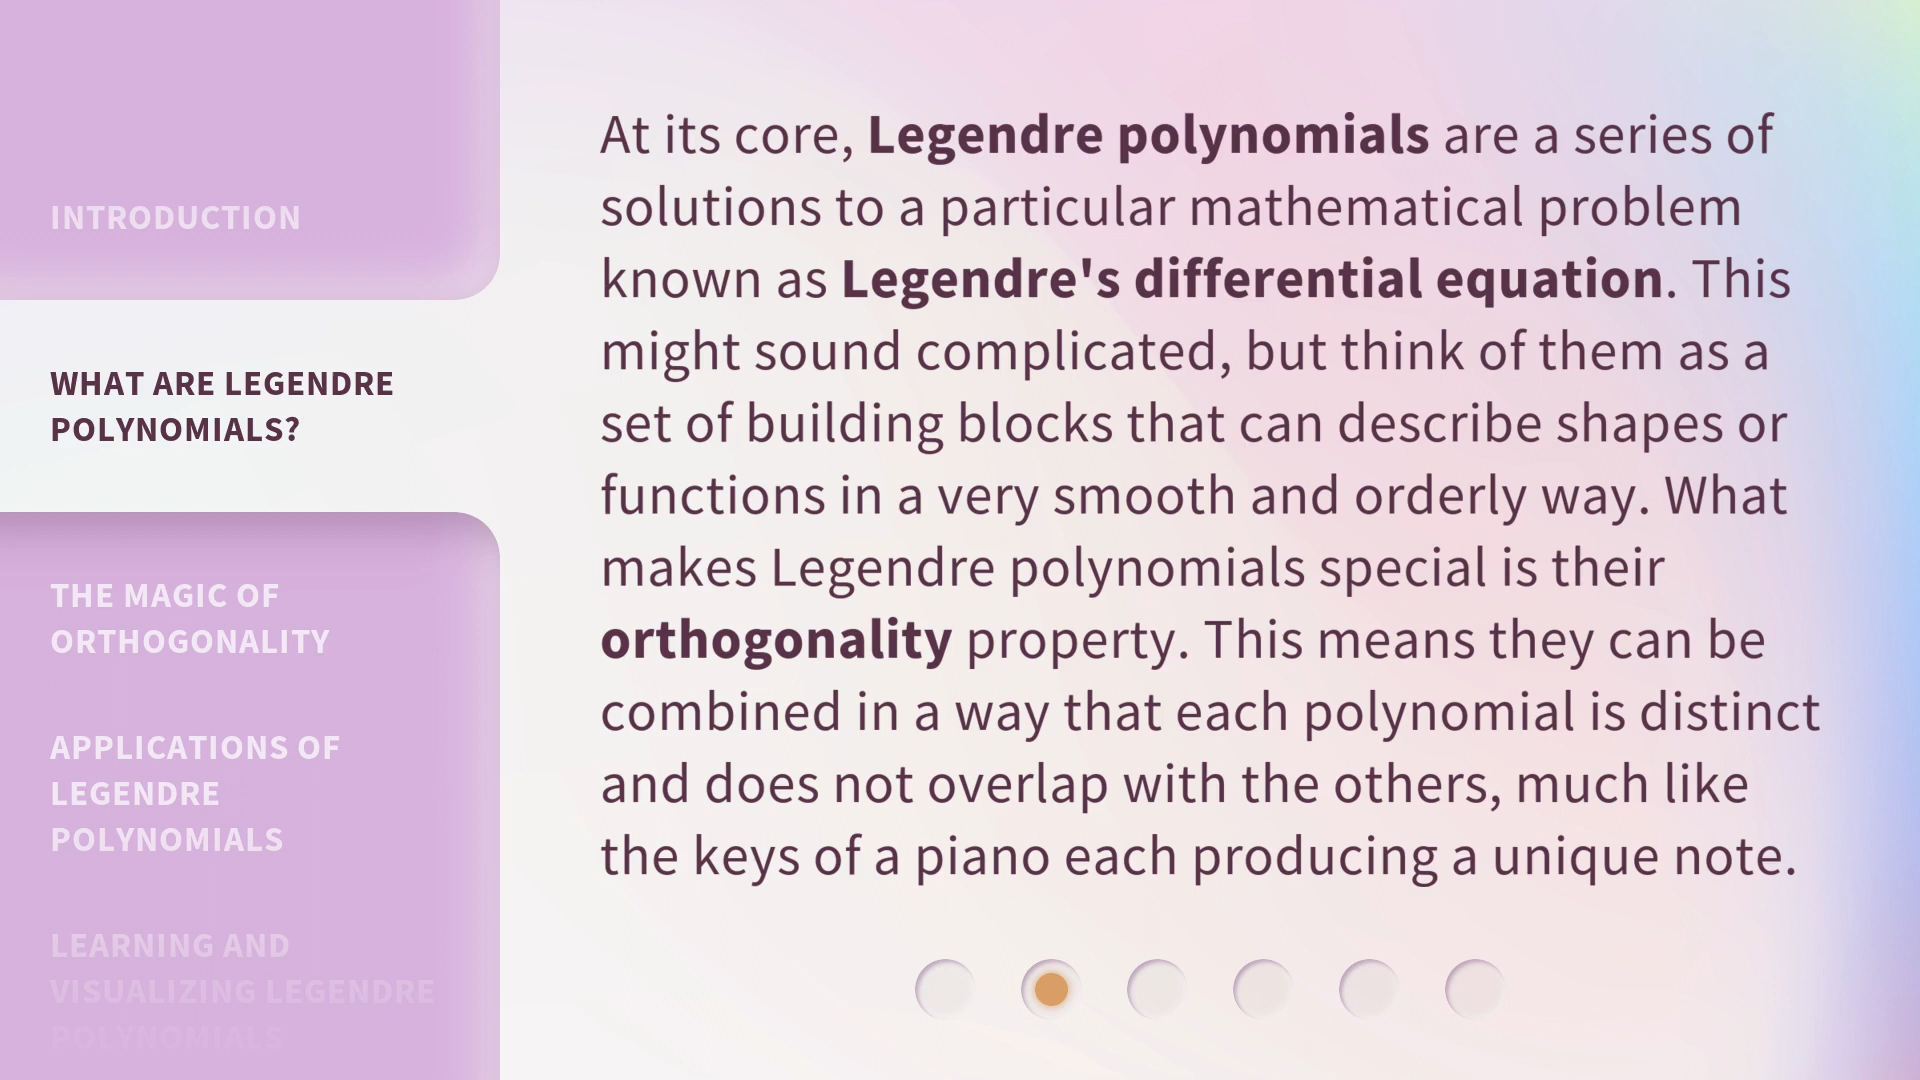 INTRODUCTION
WHAT ARE LEGENDRE
POLYNOMIALS?
THE MAGIC OF
ORTHOGONALITY
APPLICATIONS OF
LEGENDRE
POLYNOMIALS
LEARNING AND
VISUALIZING LEGENDRE
POLYNOMIALS
At its core, Legendre polynomials are a series of
solutions to a particular mathematical problem
known as Legendre's differential equation. This
might sound complicated, but think of them as a
set of building blocks that can describe shapes or
functions in a very smooth and orderly way. What
makes Legendre polynomials special is their
orthogonality property. This means they can be
combined in a way that each polynomial is distinct
and does not overlap with the others, much like
the keys of a piano each producing a unique note.